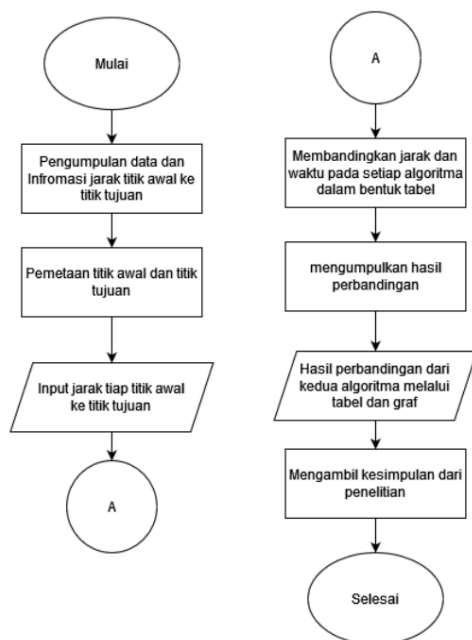 Mulai
Pengumpulan data dan
Infromasi jarak titik awal ke
titik tujuan
Pemetaan titik awal dan titik
tujuan
Input jarak tiap titik awal
ke titik tujuan
A
A
Membandingkan jarak dan
waktu pada setiap algoritma
dalam bentuk tabel
mengumpulkan hasil
perbandingan
Hasil perbandingan dari
kedua algoritma melalui
tabel dan graf
Mengambil kesimpulan dari
penelitian
Selesai